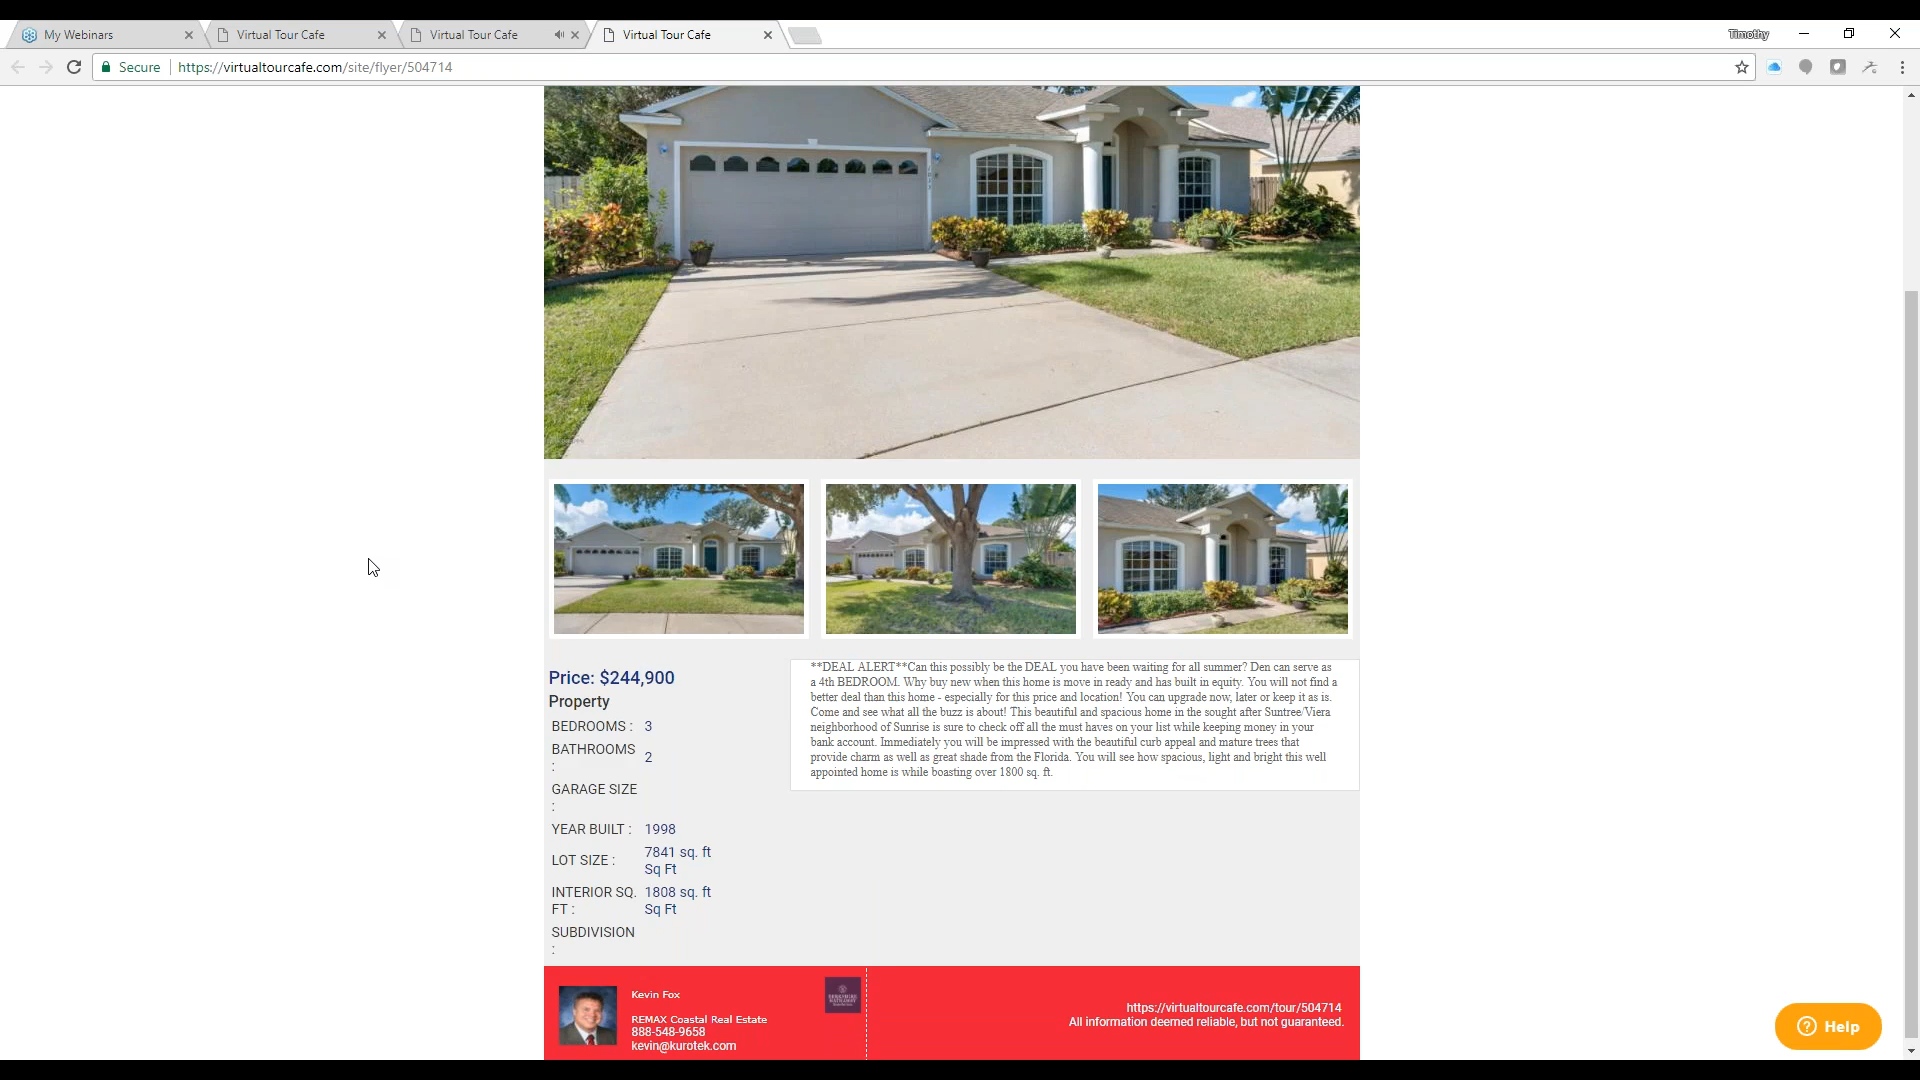 My Webinars
Virtual Tour Cafe
Virtual Tour Cafe
Virtual Tour Cafe
Timothy
Secure
https://virtualtourcafe.com/site/flyer/504714
Price: $244,900
Property
BEDROOMS : 3
BATHROOMS : 2
GARAGE SIZE :
YEAR BUILT : 1998
LOT SIZE : 7841 sq. ft
Sq Ft
INTERIOR SQ. FT : 1808 sq. ft
Sq Ft
SUBDIVISION :
**DEAL ALERT**Can this possibly be the DEAL you have been waiting for all summer? Den can serve as
a 4th BEDROOM. Why buy new when this home is move in ready and has built in equity. You will not find a
better deal than this home - especially for this price and location! You can upgrade now, later or keep it as is.
Come and see what all the buzz is about! This beautiful and spacious home in the sought after Suntree/Viera
neighborhood of Sunrise is sure to check off all the must haves on your list while keeping money in your
bank account. Immediately you will be impressed with the beautiful curb appeal and mature trees that
provide charm as well as great shade from the Florida. You will see how spacious, light and bright this well
appointed home is while boasting over 1800 sq. ft.
Kevin Fox
REMAX Coastal Real Estate
888-548-9658
kevin@kurotek.com
BERKSHIRE
HATHAWAY
https://virtualtourcafe.com/tour/504714
All information deemed reliable, but not guaranteed.
Help